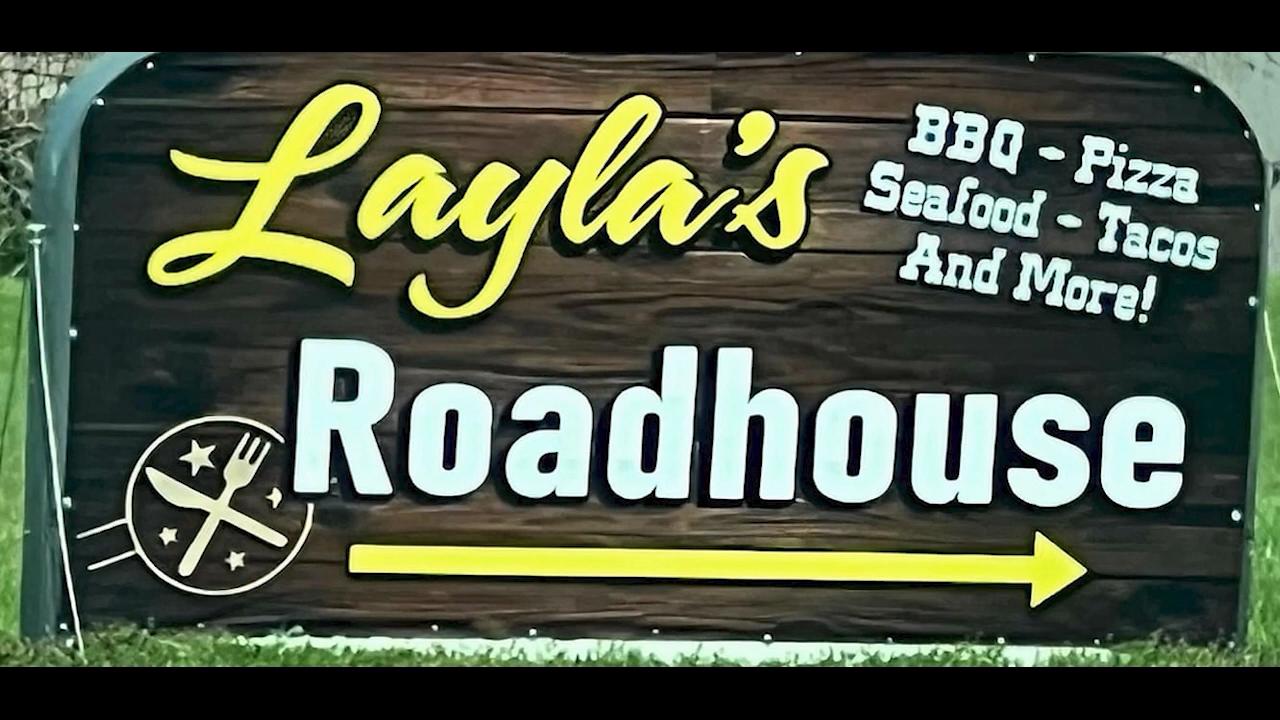 Layla's
BBQ - Pizza
Seafood - Tacos
And More!
Roadhouse